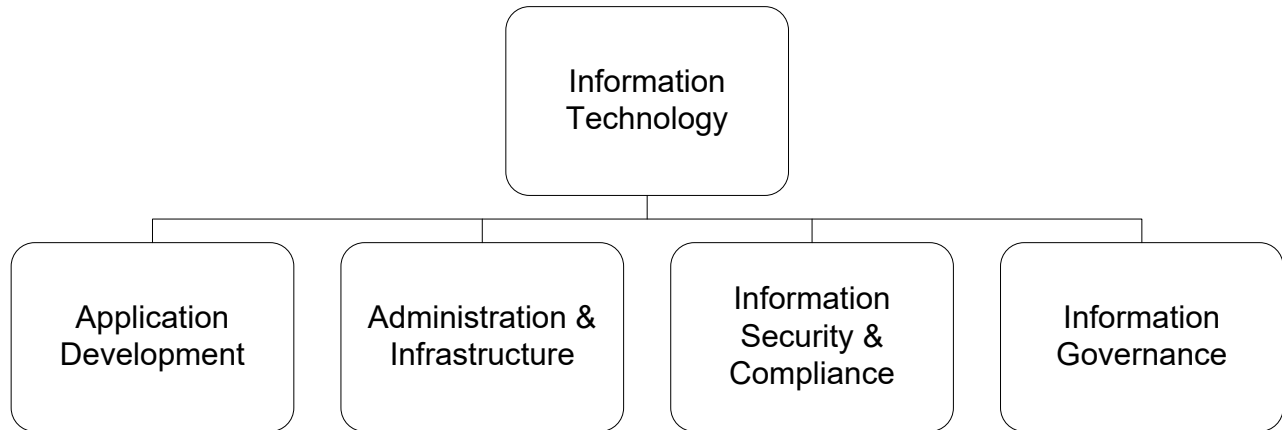 Information
Technology
Application
Development
Administration &
Infrastructure
Information
Security &
Compliance
Information
Governance